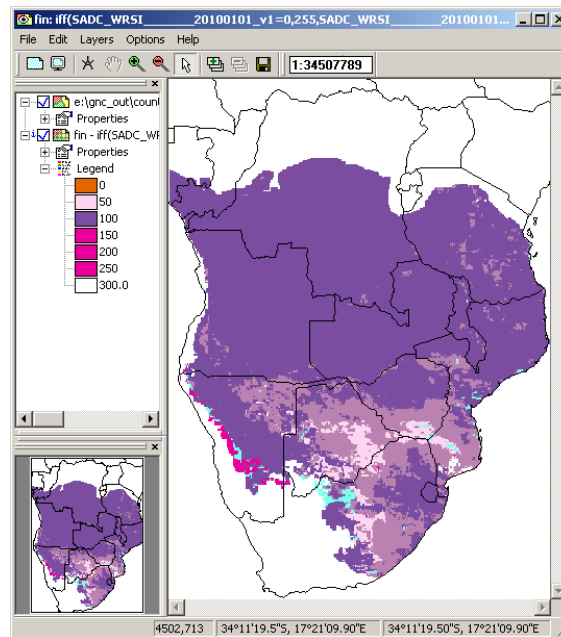 fin: iff(SADC_WRSI_______20100101_v1=0,255,SADC_WRSI_______20100101...
File Edit Layers Options Help
1:34507789
e:\gnc_out\coun
Properties
fin - iff(SADC_WF
Properties
Legend
0
50
100
150
200
250
300.0
4502,713 34°11'19.5"S, 17°21'09.90"E 34°11'19.50"S, 17°21'09.90"E